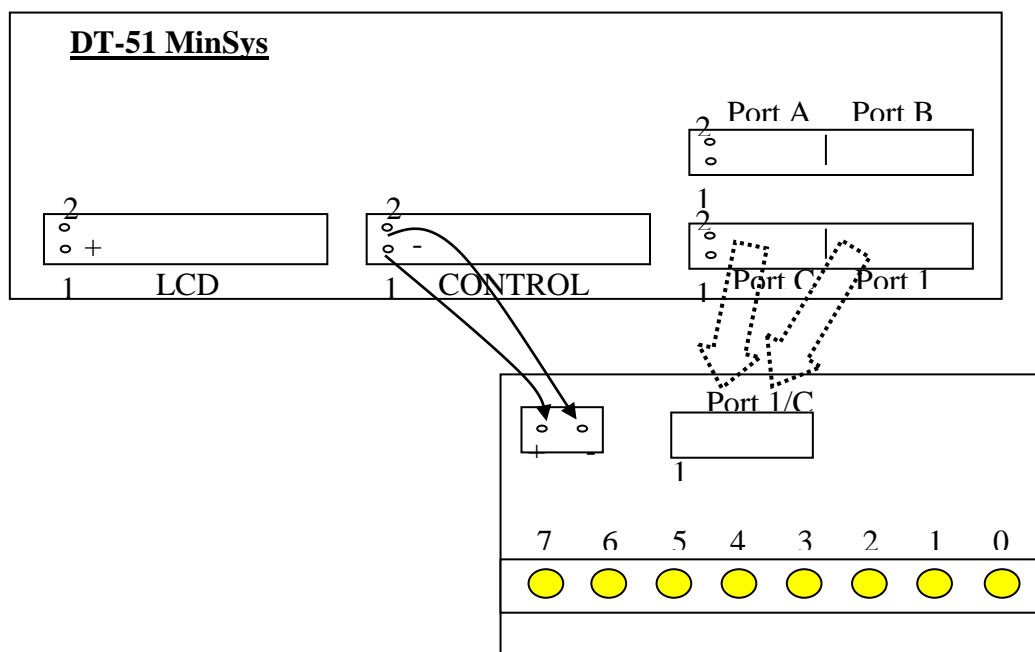 DT-51 MinSys
Port A Port B
2
1
2 2 2
+ -
1 LCD 1 CONTROL 1 Port C Port 1
Port 1/C
+ -
1
7 6 5 4 3 2 1 0